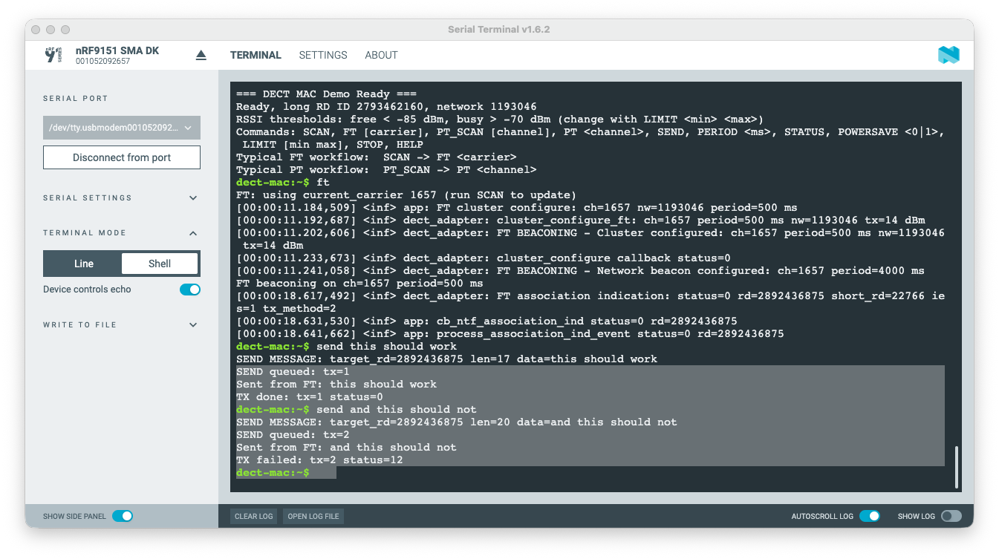 Serial Terminal v1.6.2
nRF 91 SERIES
nRF9151 SMA DK
001052092657
TERMINAL SETTINGS ABOUT
SERIAL PORT
/dev/tty.usbmodem001052092...
Disconnect from port
SERIAL SETTINGS
TERMINAL MODE
Line Shell
Device controls echo
WRITE TO FILE
=== DECT MAC Demo Ready ===
Ready, long RD ID 2793462160, network 1193046
RSSI thresholds: free < -85 dBm, busy > -70 dBm (change with LIMIT <min> <max>)
Commands: SCAN, FT [carrier], PT_SCAN [channel], PT <channel>, SEND, PERIOD <ms>, STATUS, POWERSAVE <0|1>,
 LIMIT [min max], STOP, HELP
Typical FT workflow:  SCAN -> FT <carrier>
Typical PT workflow:  PT_SCAN -> PT <channel>
dect-mac:~$ ft
FT: using current_carrier 1657 (run SCAN to update)
[00:00:11.184,509] <inf> app: FT cluster configure: ch=1657 nw=1193046 period=500 ms
[00:00:11.192,687] <inf> dect_adapter: cluster_configure_ft: ch=1657 period=500 ms nw=1193046 tx=14 dBm
[00:00:11.202,606] <inf> dect_adapter: FT BEACONING - Cluster configured: ch=1657 period=500 ms nw=1193046
 tx=14 dBm
[00:00:11.233,673] <inf> dect_adapter: cluster_configure callback status=0
[00:00:11.241,058] <inf> dect_adapter: FT BEACONING - Network beacon configured: ch=1657 period=4000 ms
FT beaconing on ch=1657 period=500 ms
[00:00:18.617,492] <inf> dect_adapter: FT association indication: status=0 rd=2892436875 short_rd=22766 ie
s=1 tx_method=2
[00:00:18.631,530] <inf> app: cb_ntf_association_ind status=0 rd=2892436875
[00:00:18.641,662] <inf> app: process_association_ind_event status=0 rd=2892436875
dect-mac:~$ send this should work
SEND MESSAGE: target_rd=2892436875 len=17 data=this should work
SEND queued: tx=1
Sent from FT: this should work
TX done: tx=1 status=0
dect-mac:~$ send and this should not
SEND MESSAGE: target_rd=2892436875 len=20 data=and this should not
SEND queued: tx=2
Sent from FT: and this should not
TX failed: tx=2 status=12
dect-mac:~$
SHOW SIDE PANEL
CLEAR LOG OPEN LOG FILE AUTOSCROLL LOG SHOW LOG